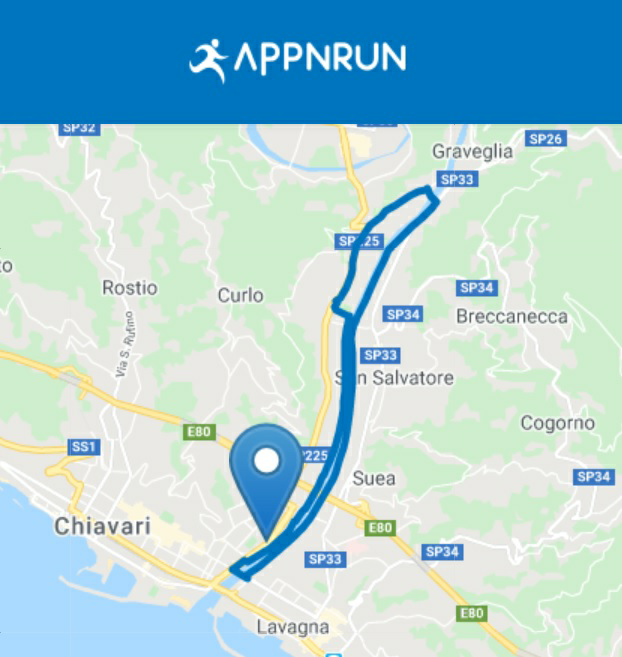 APPNRUN
SP32
SP26
Graveglia
SP33
SP225
Rostio
Curlo
SP34
SP34
Breccanecca
Via S. Rufino
SP33
San Salvatore
Cogorno
E80
SS1
P225
Suea
SP34
Chiavari
E80
SP33
SP34
E80
Lavagna